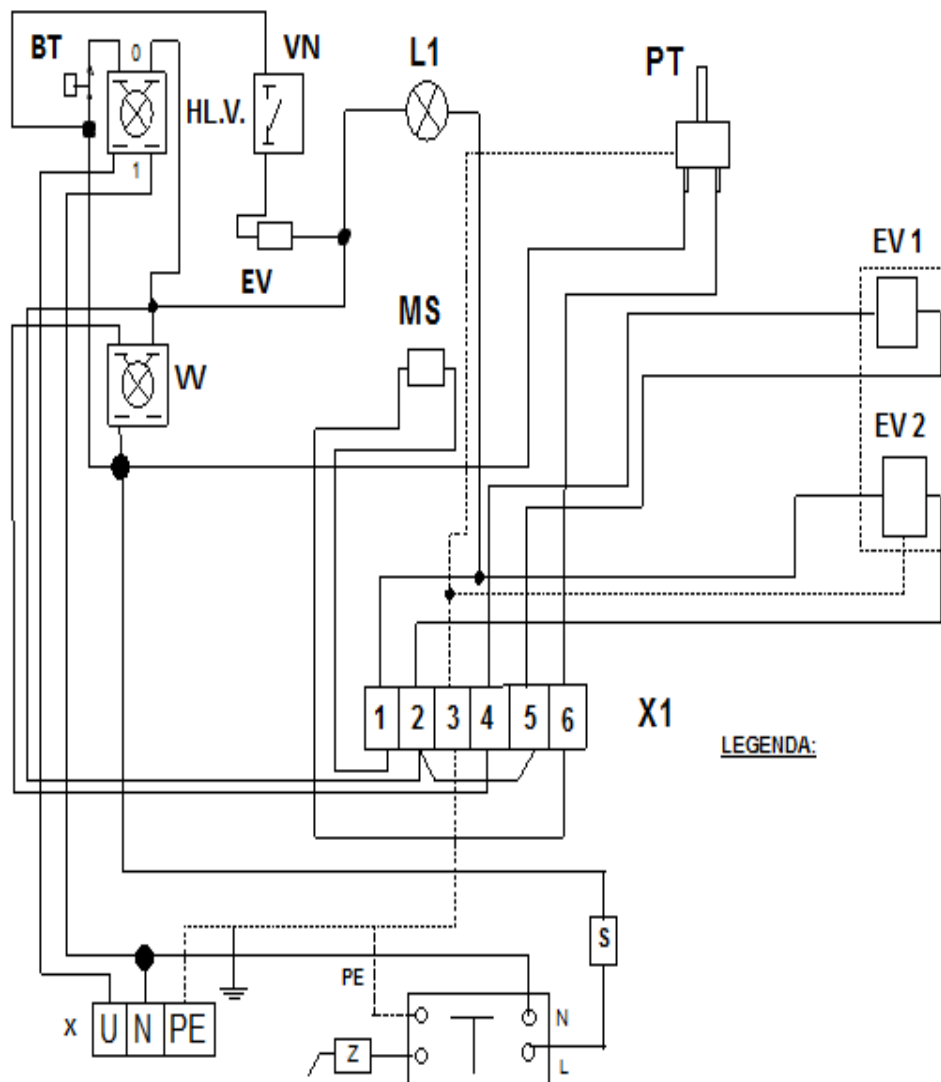 BT
0
HL.V.
1
VN
L1
PT
EV
MS
VV
EV 1
EV 2
1 2 3 4 5 6
X1
LEGENDA:
S
PE
X U N PE
N
Z
L